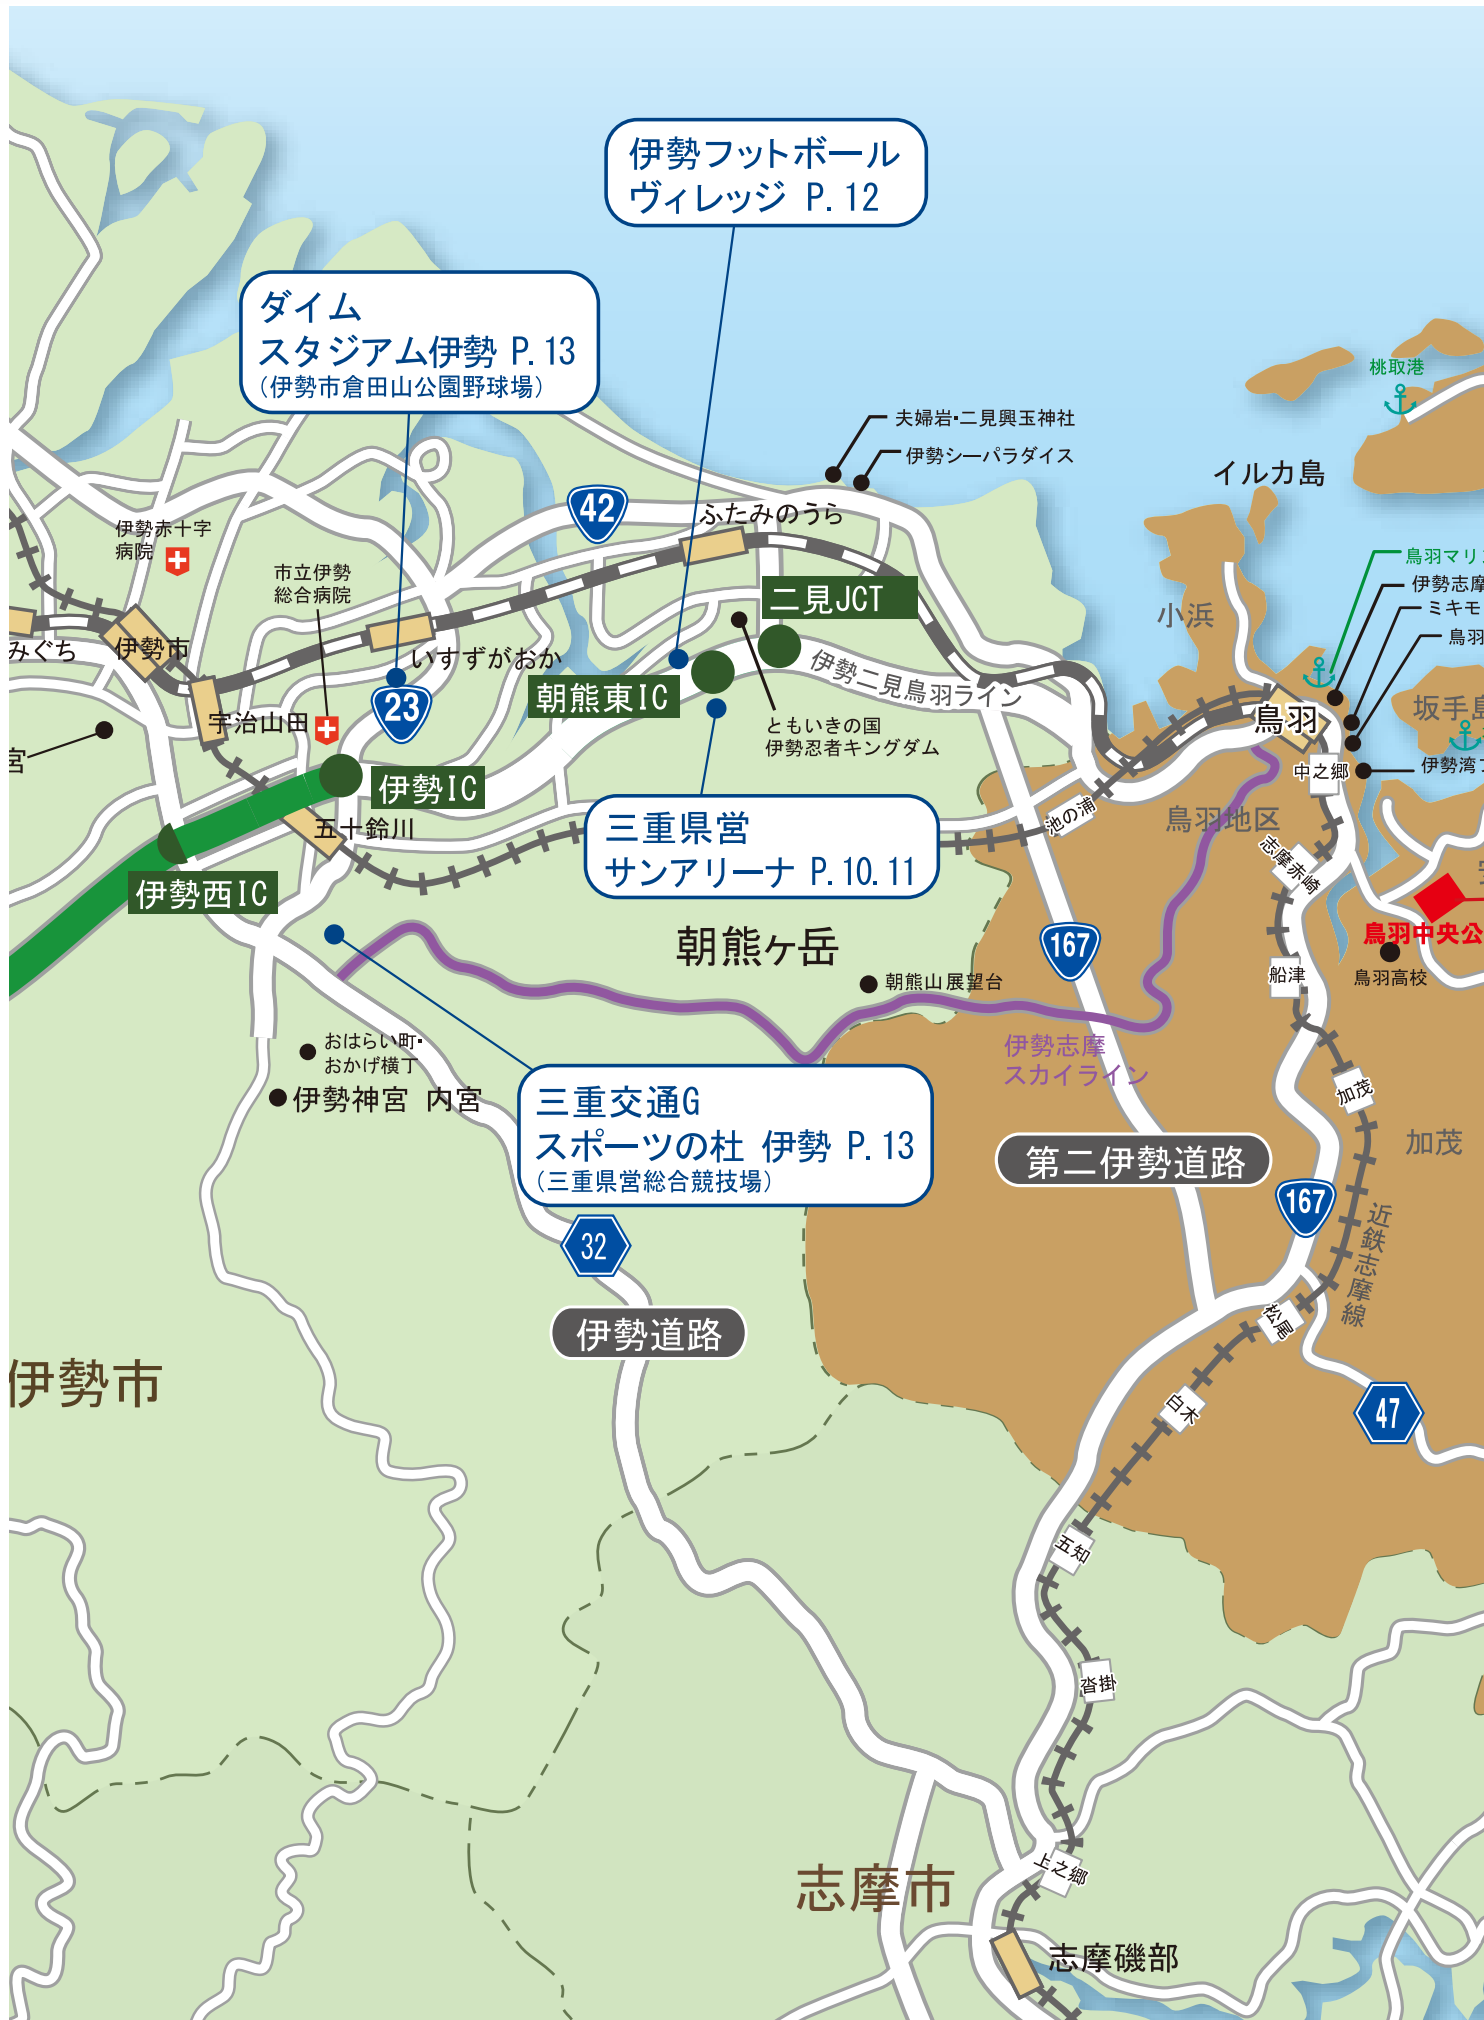 伊勢フットボール
ヴィレッジ P.12
ダイム
スタジアム伊勢 P.13
(伊勢市倉田山公園野球場)
桃取港
夫婦岩・二見興玉神社
伊勢シーパラダイス
イルカ島
42
ふたみのうら
伊勢赤十字
病院
市立伊勢
総合病院
鳥羽マリ
伊勢志摩
ミキモ
鳥羽
二見JCT
小浜
みぐち
伊勢市
いすずがおか
伊勢二見鳥羽ライン
朝熊東IC
23
宇治山田
鳥羽
坂手島
宮
ともいきの国
伊勢忍者キングダム
中之郷
伊勢湾フ
伊勢IC
池の浦
鳥羽地区
五十鈴川
三重県営
サンアリーナ P.10.11
志摩赤崎
伊勢西IC
朝熊ヶ岳
167
鳥羽中央公
鳥羽高校
船津
朝熊山展望台
おはらい町・
おかげ横丁
伊勢神宮 内宮
伊勢志摩
スカイライン
三重交通G
スポーツの杜 伊勢 P.13
(三重県営総合競技場)
加茂
加茂
第二伊勢道路
167
近鉄志摩線
32
伊勢道路
松尾
伊勢市
白木
47
五知
沓掛
上之郷
志摩市
志摩磯部